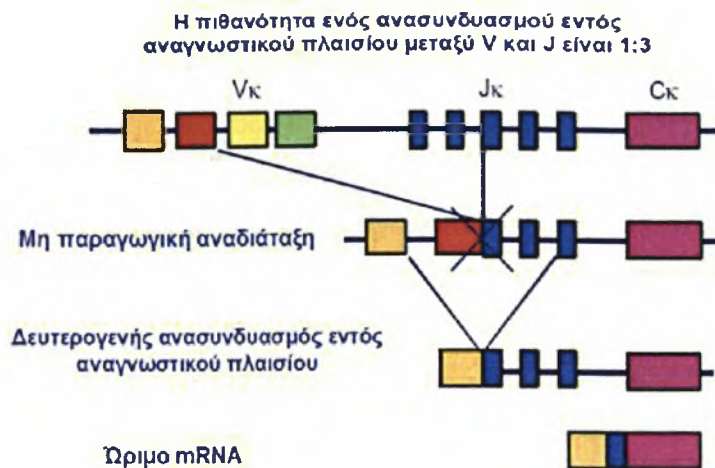 Η πιθανότητα ενός ανασυνδυασμού εντός
αναγνωστικού πλαισίου μεταξύ V και J είναι 1:3
Vκ
Jκ
Cκ
Μη παραγωγική αναδιάταξη
Δευτερογενής ανασυνδυασμός εντός
αναγνωστικού πλαισίου
Ώριμο mRNA